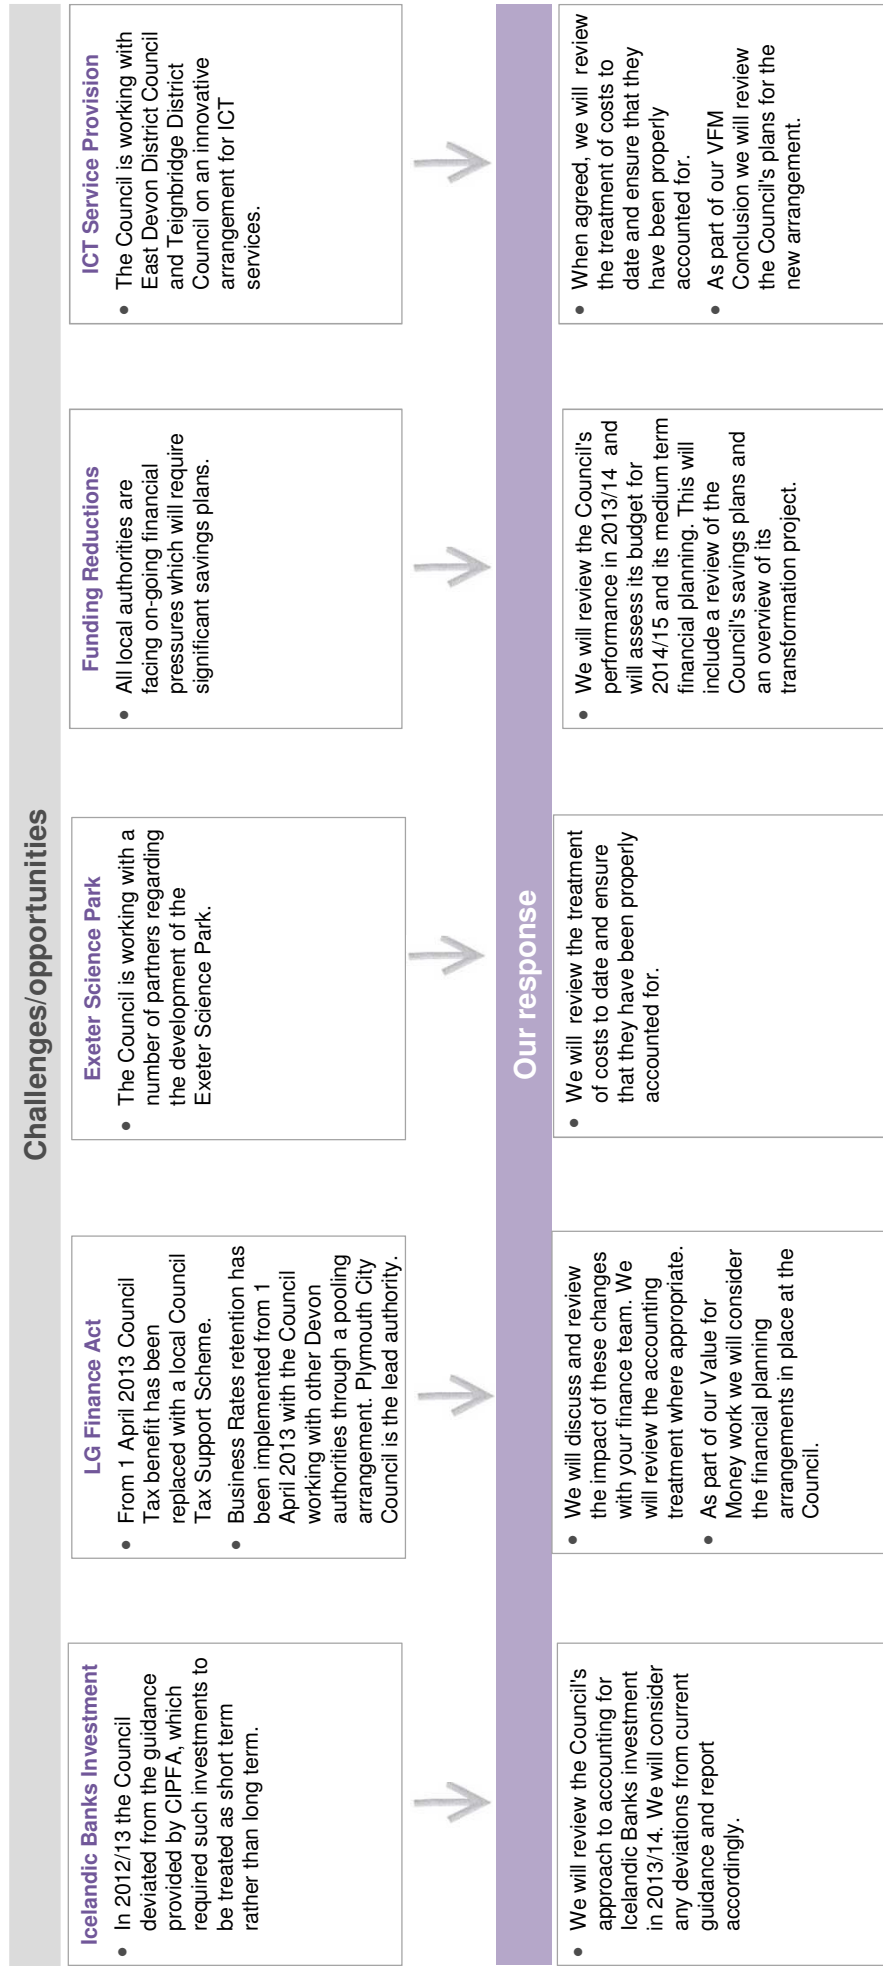 Challenges/opportunities
Icelandic Banks Investment
• In 2012/13 the Council
deviated from the guidance
provided by CIPFA, which
required such investments to
be treated as short term
rather than long term.
LG Finance Act
• From 1 April 2013 Council
Tax benefit has been
replaced with a local Council
Tax Support Scheme.
• Business Rates retention has
been implemented from 1
April 2013 with the Council
working with other Devon
authorities through a pooling
arrangement. Plymouth City
Council is the lead authority.
Exeter Science Park
• The Council is working with a
number of partners regarding
the development of the
Exeter Science Park.
Funding Reductions
• All local authorities are
facing on-going financial
pressures which will require
significant savings plans.
ICT Service Provision
• The Council is working with
East Devon District Council
and Teignbridge District
Council on an innovative
arrangement for ICT
services.
Our response
• We will review the Council's
approach to accounting for
Icelandic Banks investment
in 2013/14. We will consider
any deviations from current
guidance and report
accordingly.
• We will discuss and review
the impact of these changes
with your finance team. We
will review the accounting
treatment where appropriate.
• As part of our Value for
Money work we will consider
the financial planning
arrangements in place at the
Council.
• We will review the treatment
of costs to date and ensure
that they have been properly
accounted for.
• We will review the Council's
performance in 2013/14 and
will assess its budget for
2014/15 and its medium term
financial planning. This will
include a review of the
Council's savings plans and
an overview of its
transformation project.
• When agreed, we will review
the treatment of costs to
date and ensure that they
have been properly
accounted for.
• As part of our VFM
Conclusion we will review
the Council's plans for the
new arrangement.